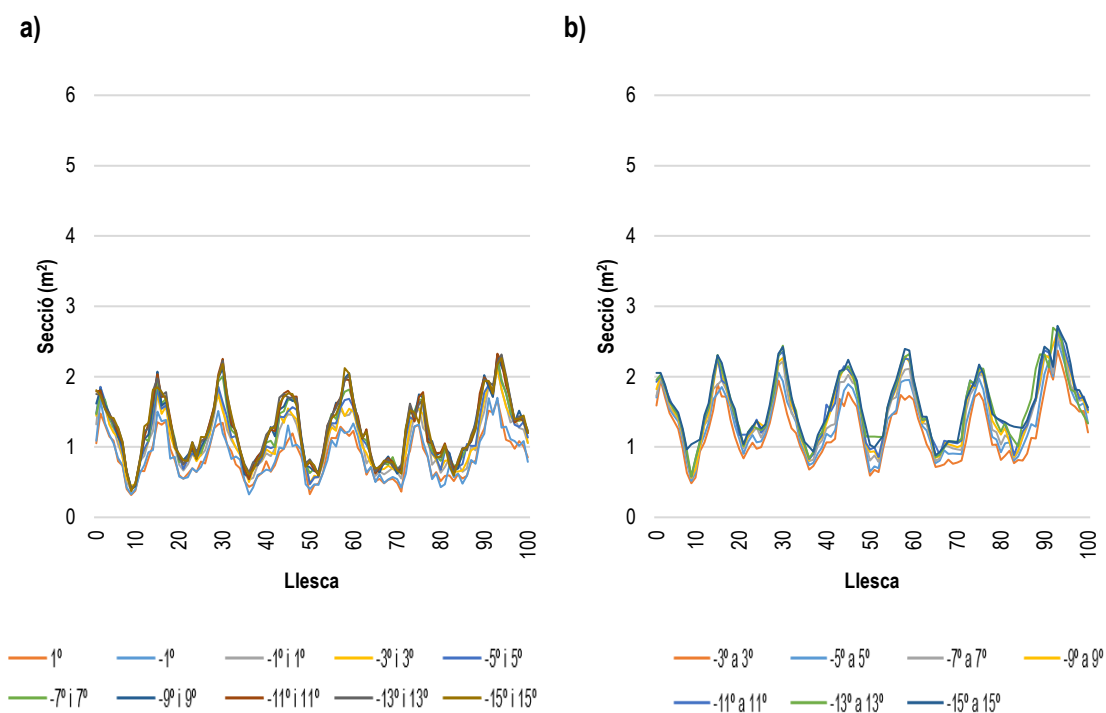 a)
b)
Secció (m²)
6
5
4
3
2
1
0
0 10 20 30 40 50 60 70 80 90 100
Llesca
1º -1º -1º i 1º -3º i 3º -5º i 5º
-7º i 7º -9º i 9º -11º i 11º -13º i 13º -15º i 15º
Secció (m²)
6
5
4
3
2
1
0
0 10 20 30 40 50 60 70 80 90 100
Llesca
-3º a 3º -5º a 5º -7º a 7º -9º a 9º
-11º a 11º -13º a 13º -15º a 15º